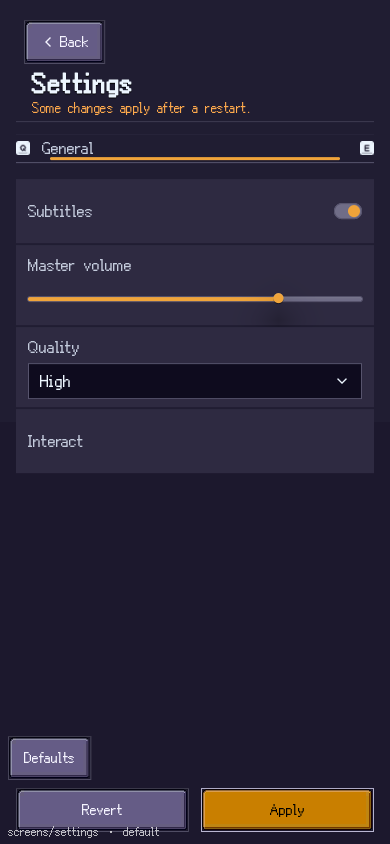 Back
Settings
Some changes apply after a restart.
Q General E
Subtitles
Master volume
Quality
High
Interact
Defaults
Revert
Apply
screens/settings · default